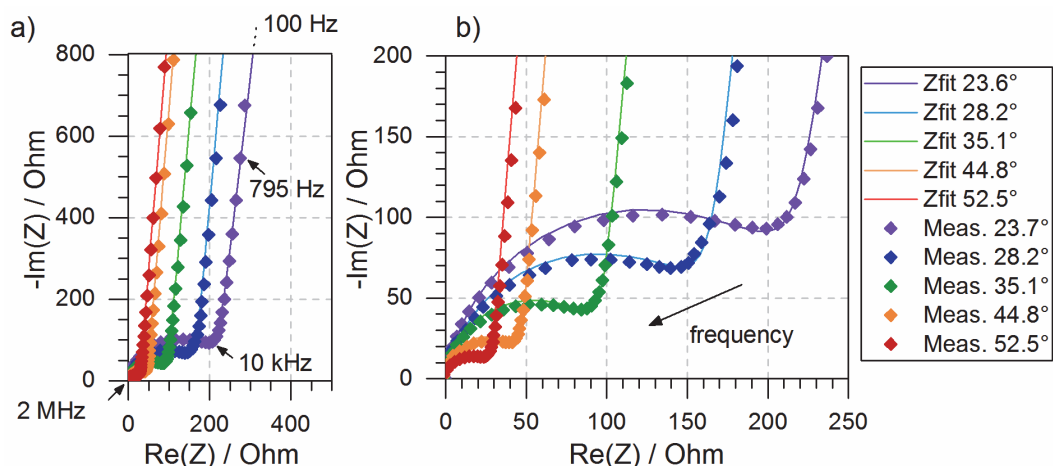 a)
100 Hz
800
600
400
200
0
-Im(Z) / Ohm
795 Hz
10 kHz
2 MHz
0 200 400
Re(Z) / Ohm
b)
200
150
100
50
0
-Im(Z) / Ohm
frequency
0 50 100 150 200 250
Re(Z) / Ohm
Zfit 23.6°
Zfit 28.2°
Zfit 35.1°
Zfit 44.8°
Zfit 52.5°
Meas. 23.7°
Meas. 28.2°
Meas. 35.1°
Meas. 44.8°
Meas. 52.5°